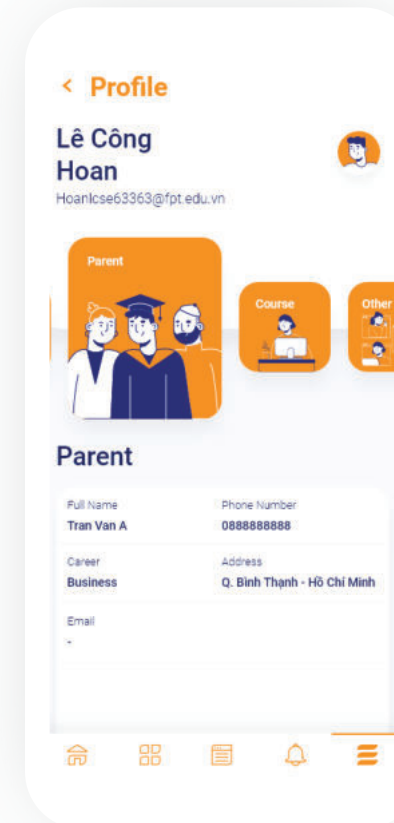 < Profile
Lê Công
Hoan
Hoanlcse63363@fpt.edu.vn
Parent
Course
Other
Parent
Full Name
Phone Number
Tran Van A
0888888888
Career
Address
Business
Q. Bình Thạnh - Hồ Chí Minh
Email
-